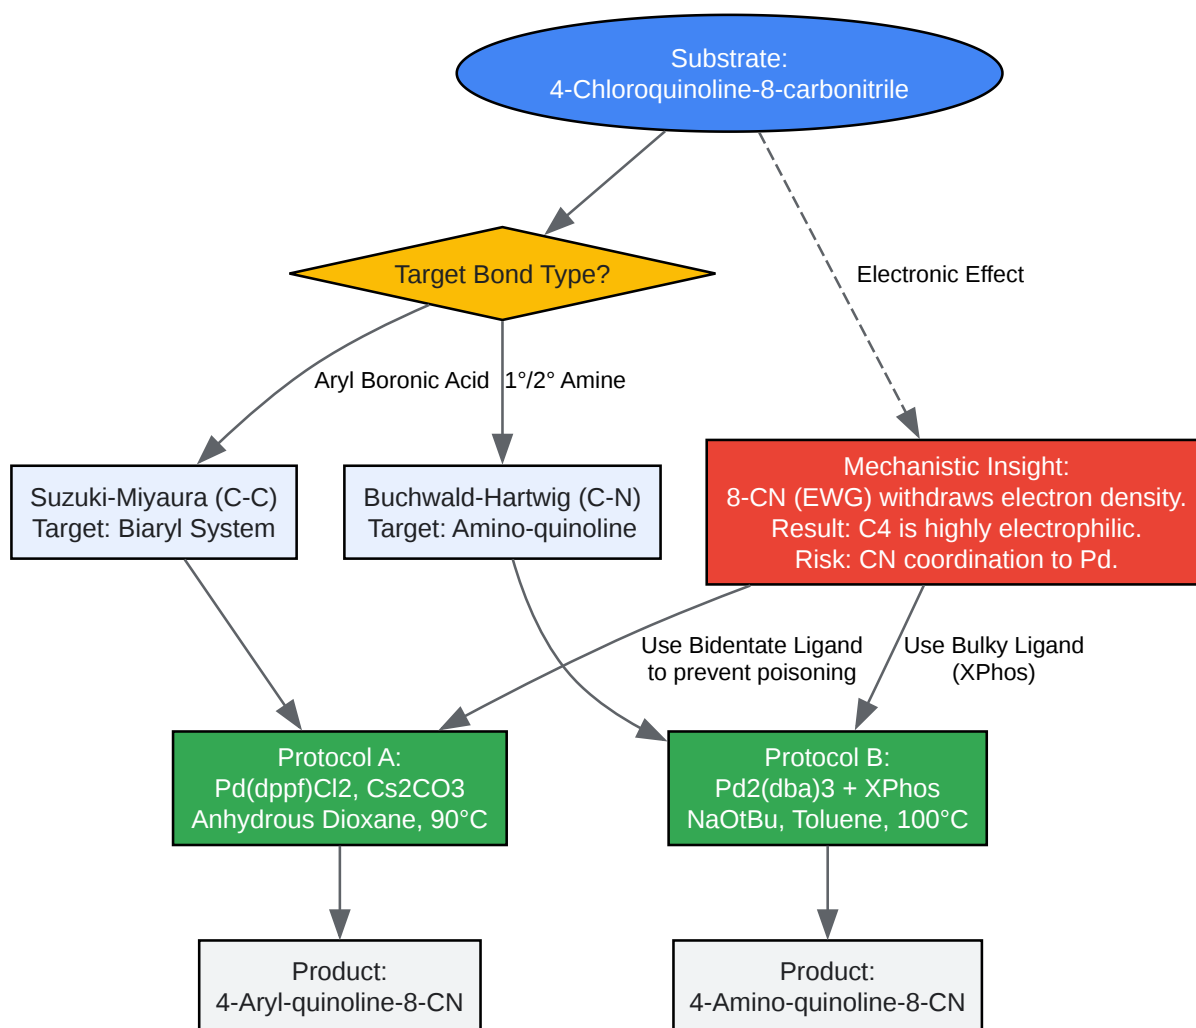 Substrate:
4-Chloroquinoline-8-carbonitrile
Target Bond Type?
Electronic Effect
Aryl Boronic Acid
1°/2° Amine
Suzuki-Miyaura (C-C)
Target: Biaryl System
Buchwald-Hartwig (C-N)
Target: Amino-quinoline
Mechanistic Insight:
8-CN (EWG) withdraws electron density.
Result: C4 is highly electrophilic.
Risk: CN coordination to Pd.
Use Bidentate Ligand
to prevent poisoning
Use Bulky Ligand
(XPhos)
Protocol A:
Pd(dppf)Cl2, Cs2CO3
Anhydrous Dioxane, 90°C
Protocol B:
Pd2(dba)3 + XPhos
NaOtBu, Toluene, 100°C
Product:
4-Aryl-quinoline-8-CN
Product:
4-Amino-quinoline-8-CN